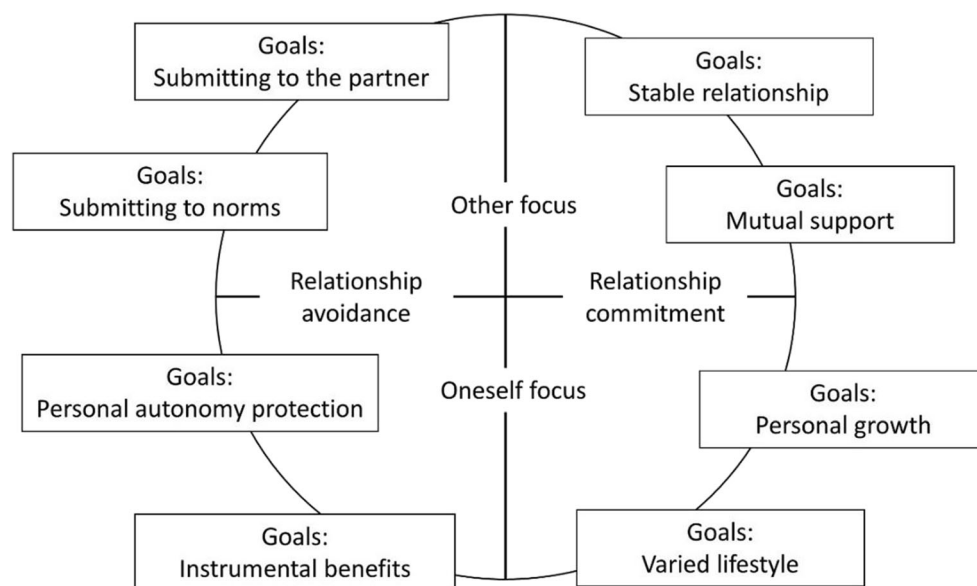 Goals:
Submitting to the partner
Goals:
Stable relationship
Goals:
Submitting to norms
Goals:
Mutual support
Other focus
Relationship
avoidance
Relationship
commitment
Oneself focus
Goals:
Personal autonomy protection
Goals:
Personal growth
Goals:
Instrumental benefits
Goals:
Varied lifestyle